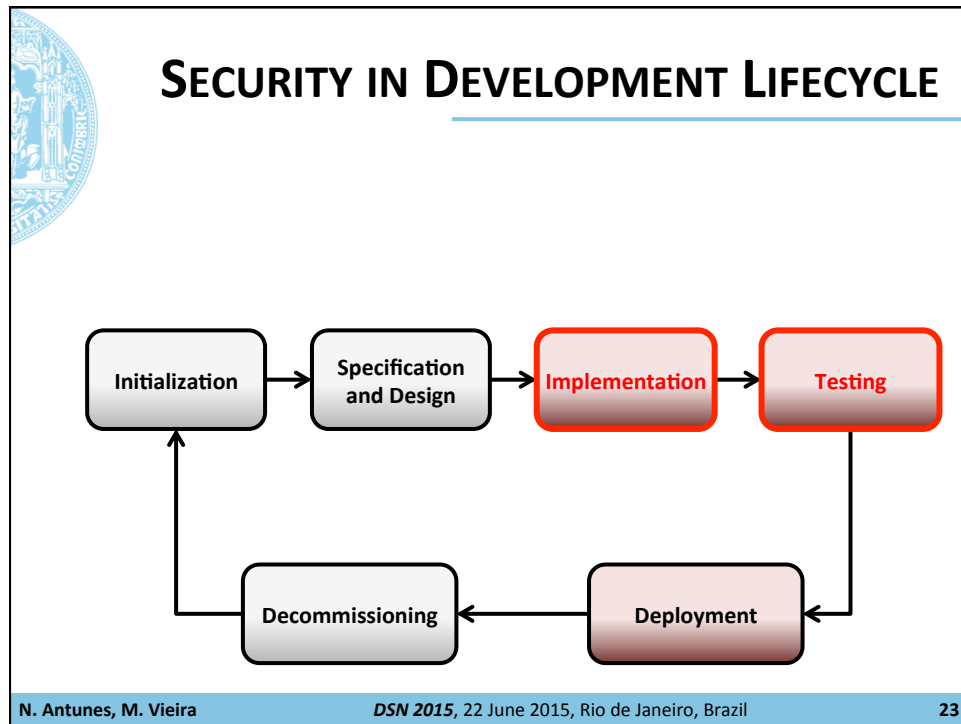 SECURITY IN DEVELOPMENT LIFECYCLE
Initialization
Specification
and Design
Implementation
Testing
Decommissioning
Deployment
N. Antunes, M. Vieira
DSN 2015, 22 June 2015, Rio de Janeiro, Brazil
23